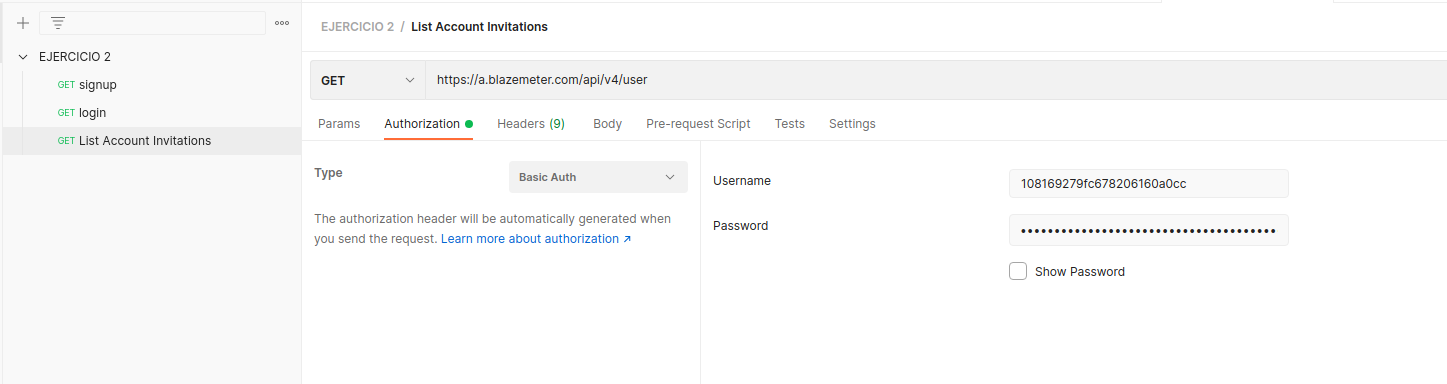 EJERCICIO 2
GET signup
GET login
GET List Account Invitations
EJERCICIO 2 / List Account Invitations
GET https://a.blazemeter.com/api/v4/user
Params Authorization Headers (9) Body Pre-request Script Tests Settings
Type Basic Auth
The authorization header will be automatically generated when
you send the request. Learn more about authorization ↗
Username 108169279fc678206160a0cc
Password ••••••••••••••••••••••••••••••••••••••
Show Password